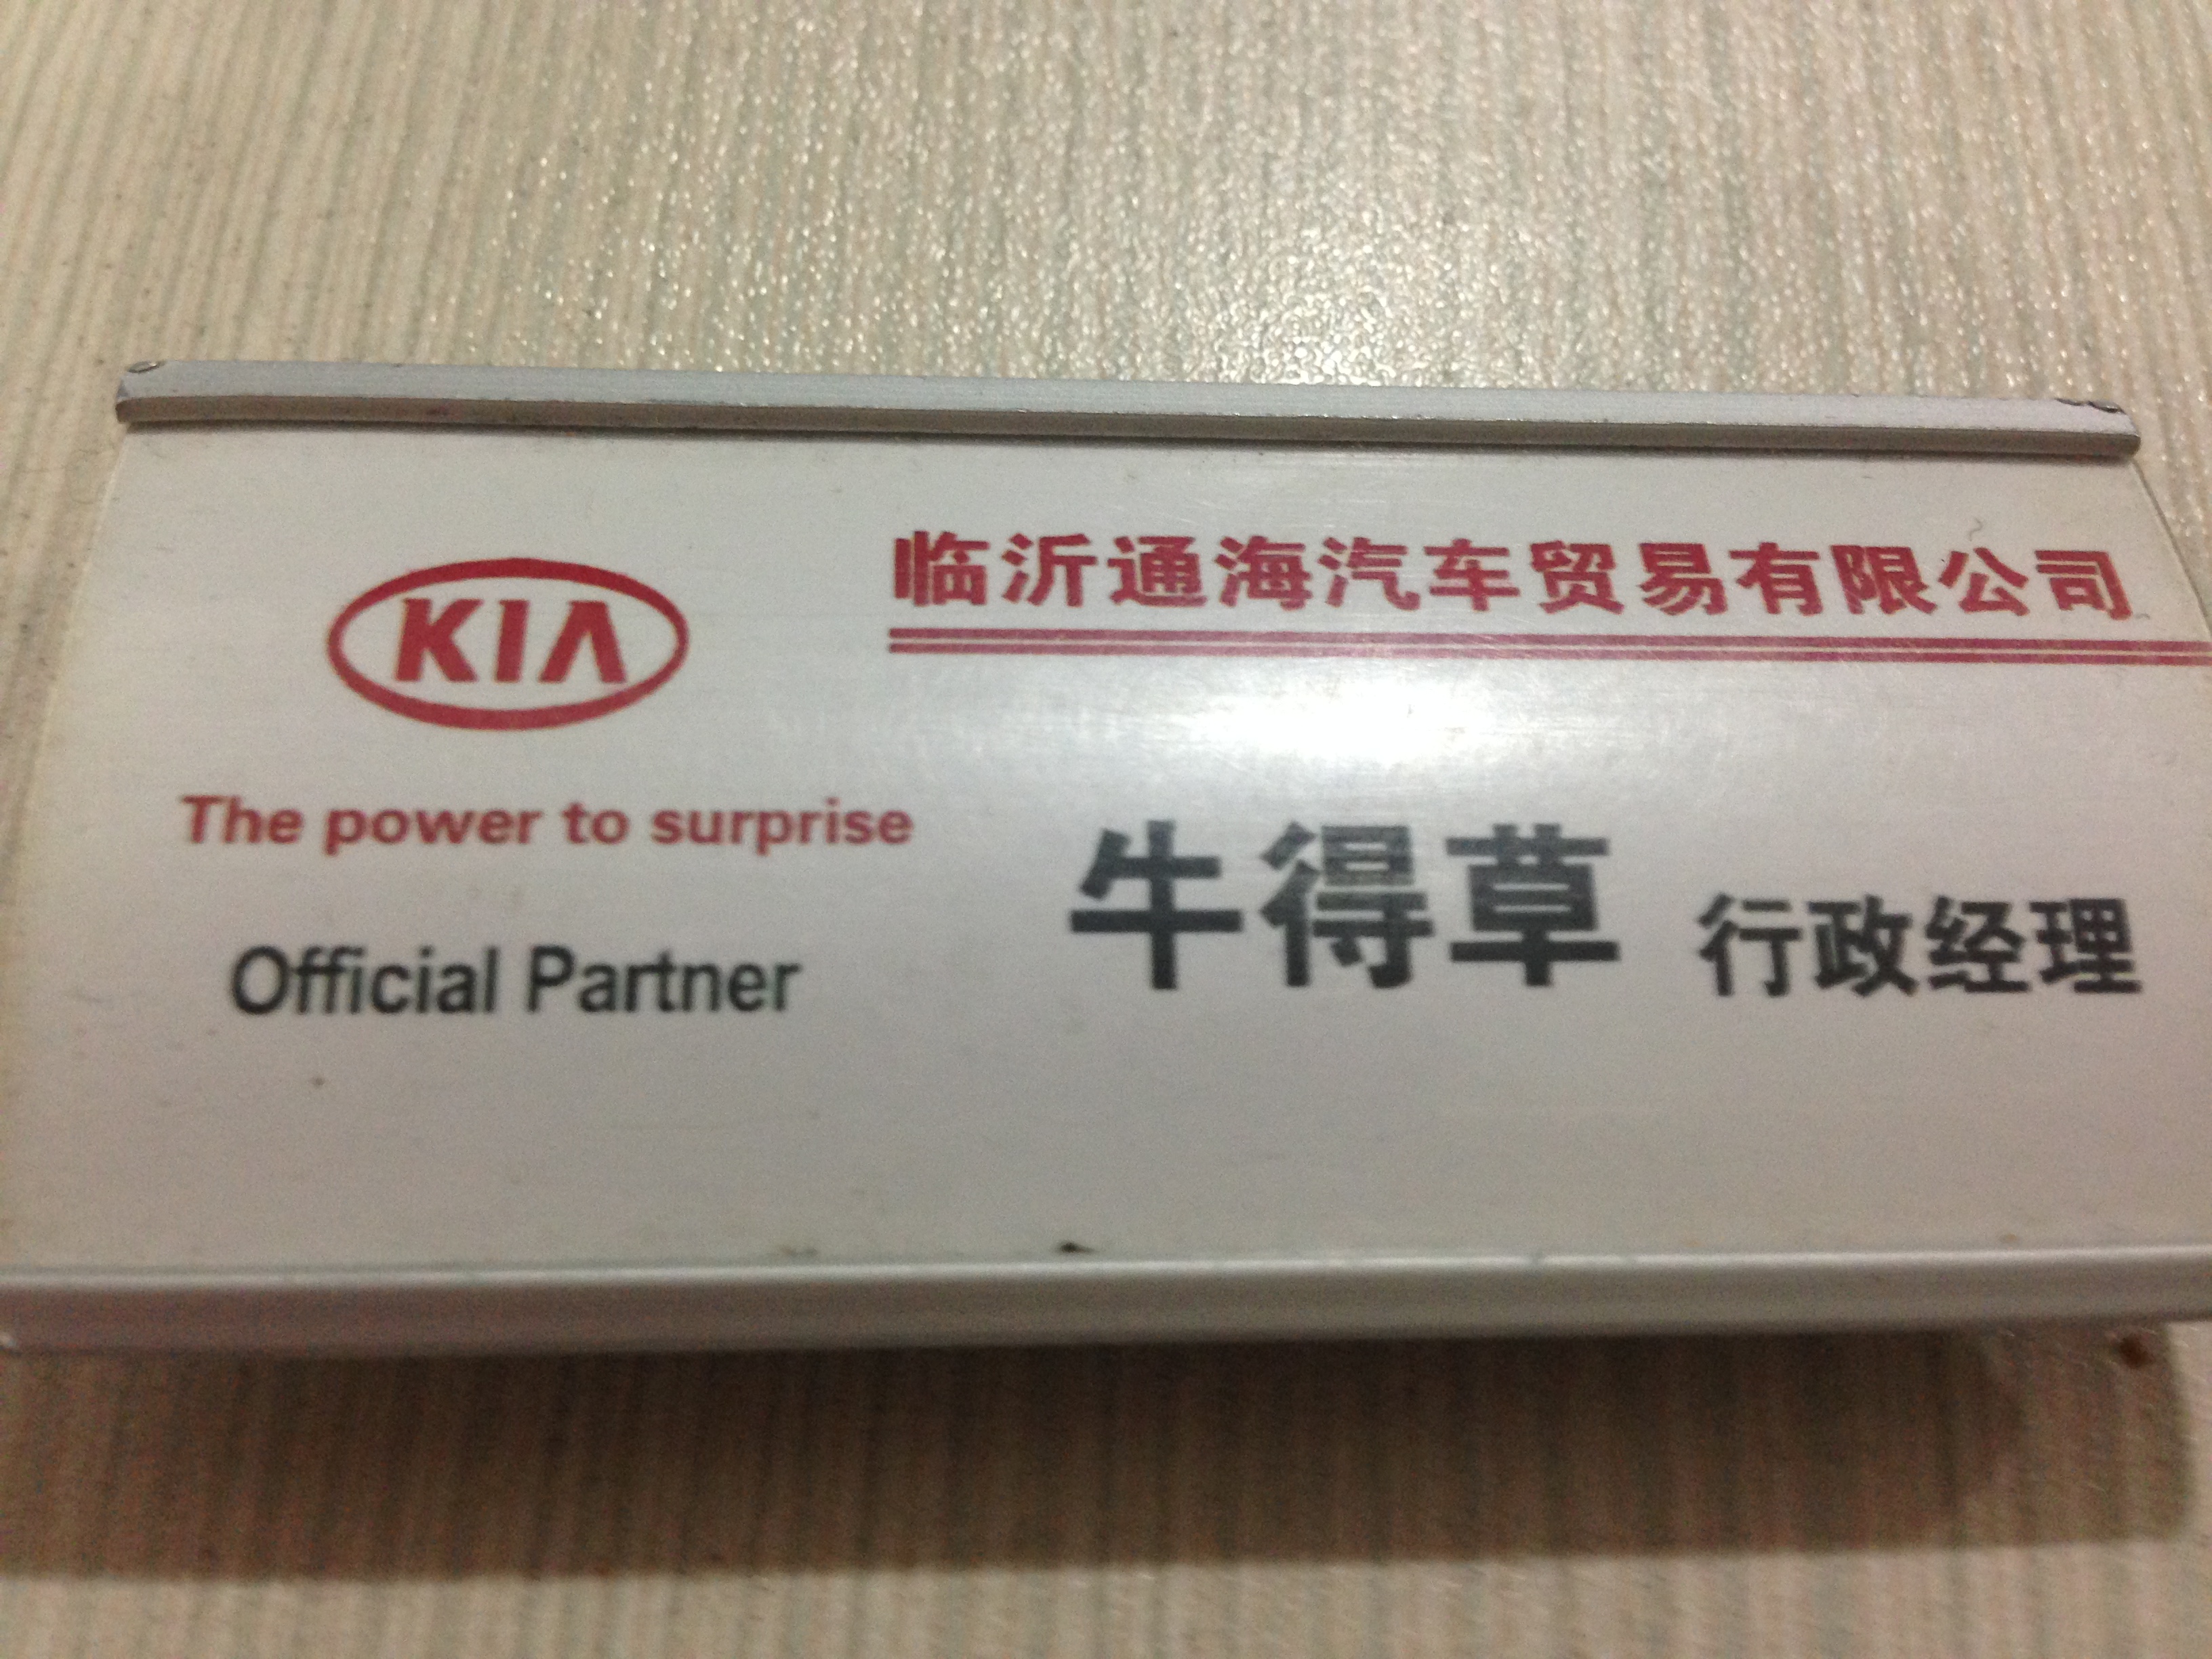 KIA
The power to surprise
Official Partner
临沂通海汽车贸易有限公司
牛得草 行政经理